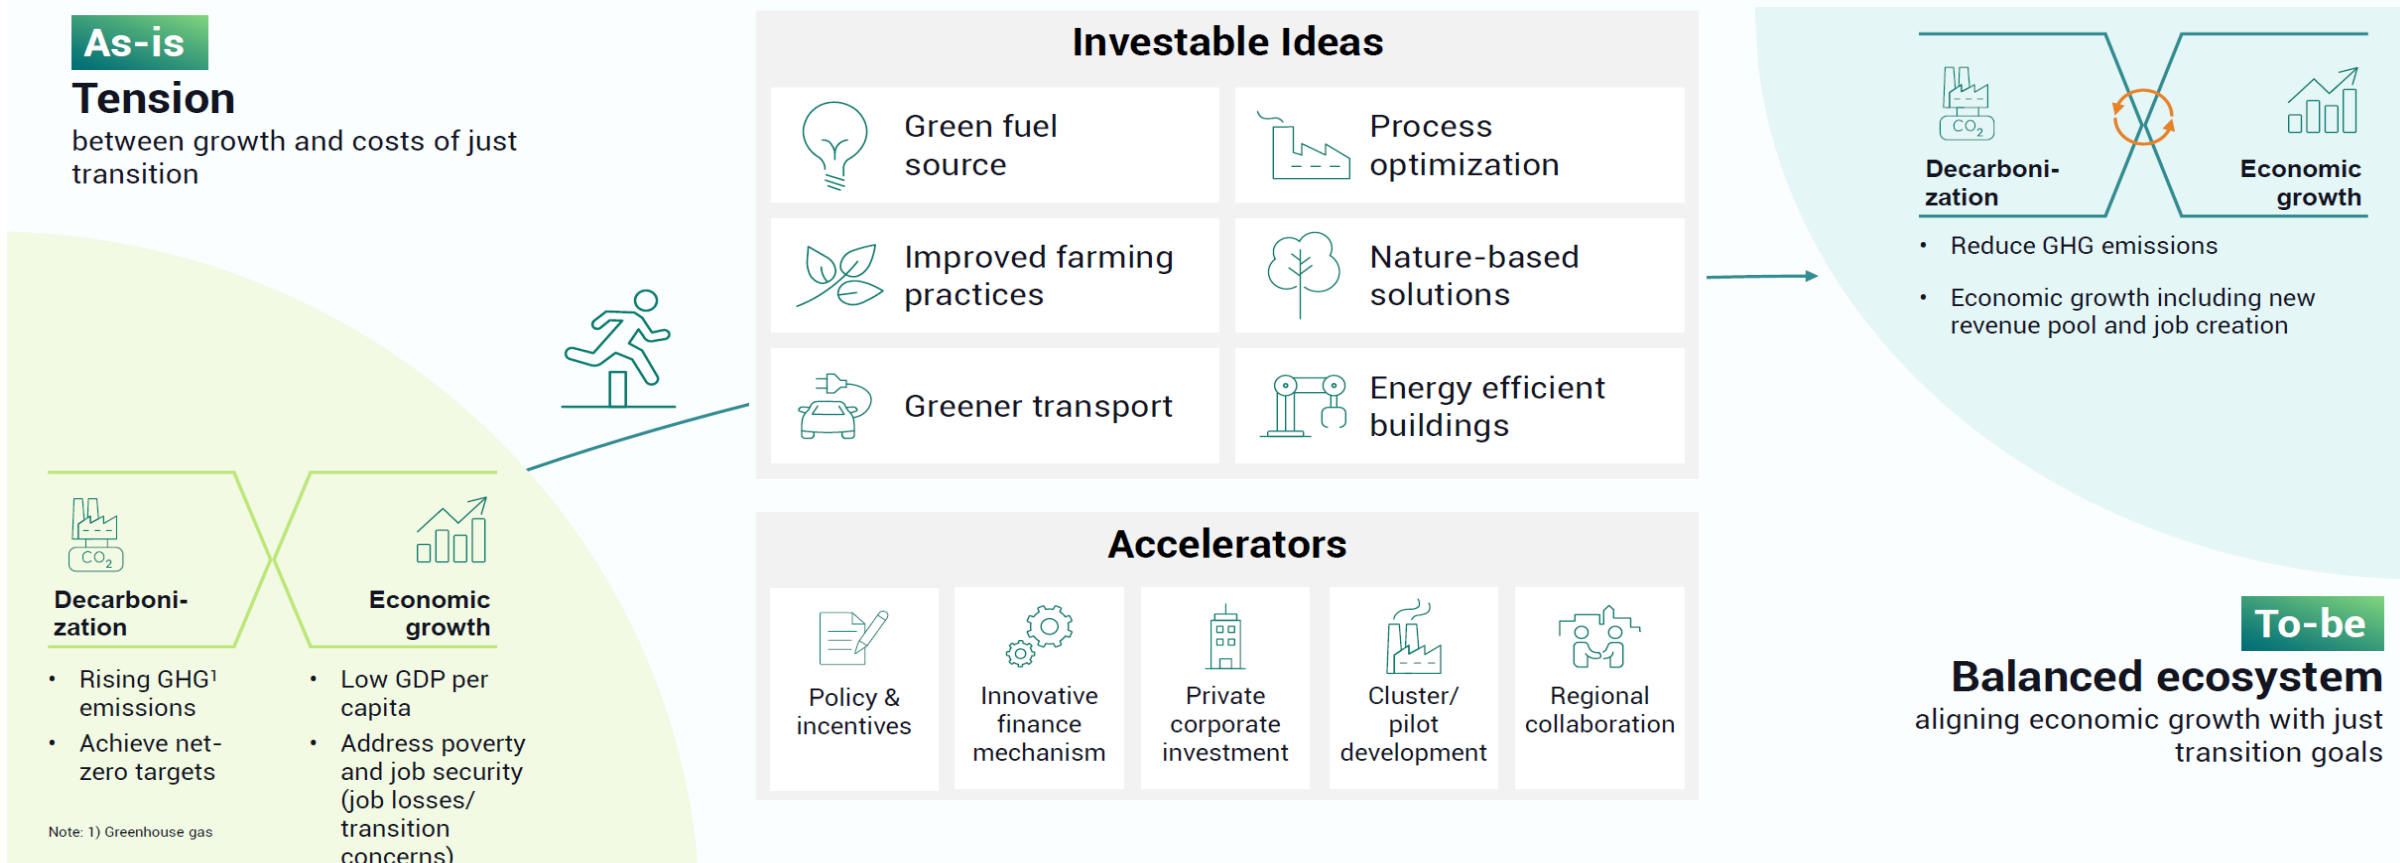 As-is
Tension
between growth and costs of just
transition
CO2
Decarboni-
zation
Economic
growth
• Rising GHG¹
emissions
• Achieve net-
zero targets
• Low GDP per
capita
• Address poverty
and job security
(job losses/
transition
concerns)
Note: 1) Greenhouse gas
Investable Ideas
Green fuel
source
Process
optimization
Improved farming
practices
Nature-based
solutions
Greener transport
Energy efficient
buildings
Accelerators
Policy &
incentives
Innovative
finance
mechanism
Private
corporate
investment
Cluster/
pilot
development
Regional
collaboration
CO2
Decarboni-
zation
Economic
growth
• Reduce GHG emissions
• Economic growth including new
revenue pool and job creation
To-be
Balanced ecosystem
aligning economic growth with just
transition goals